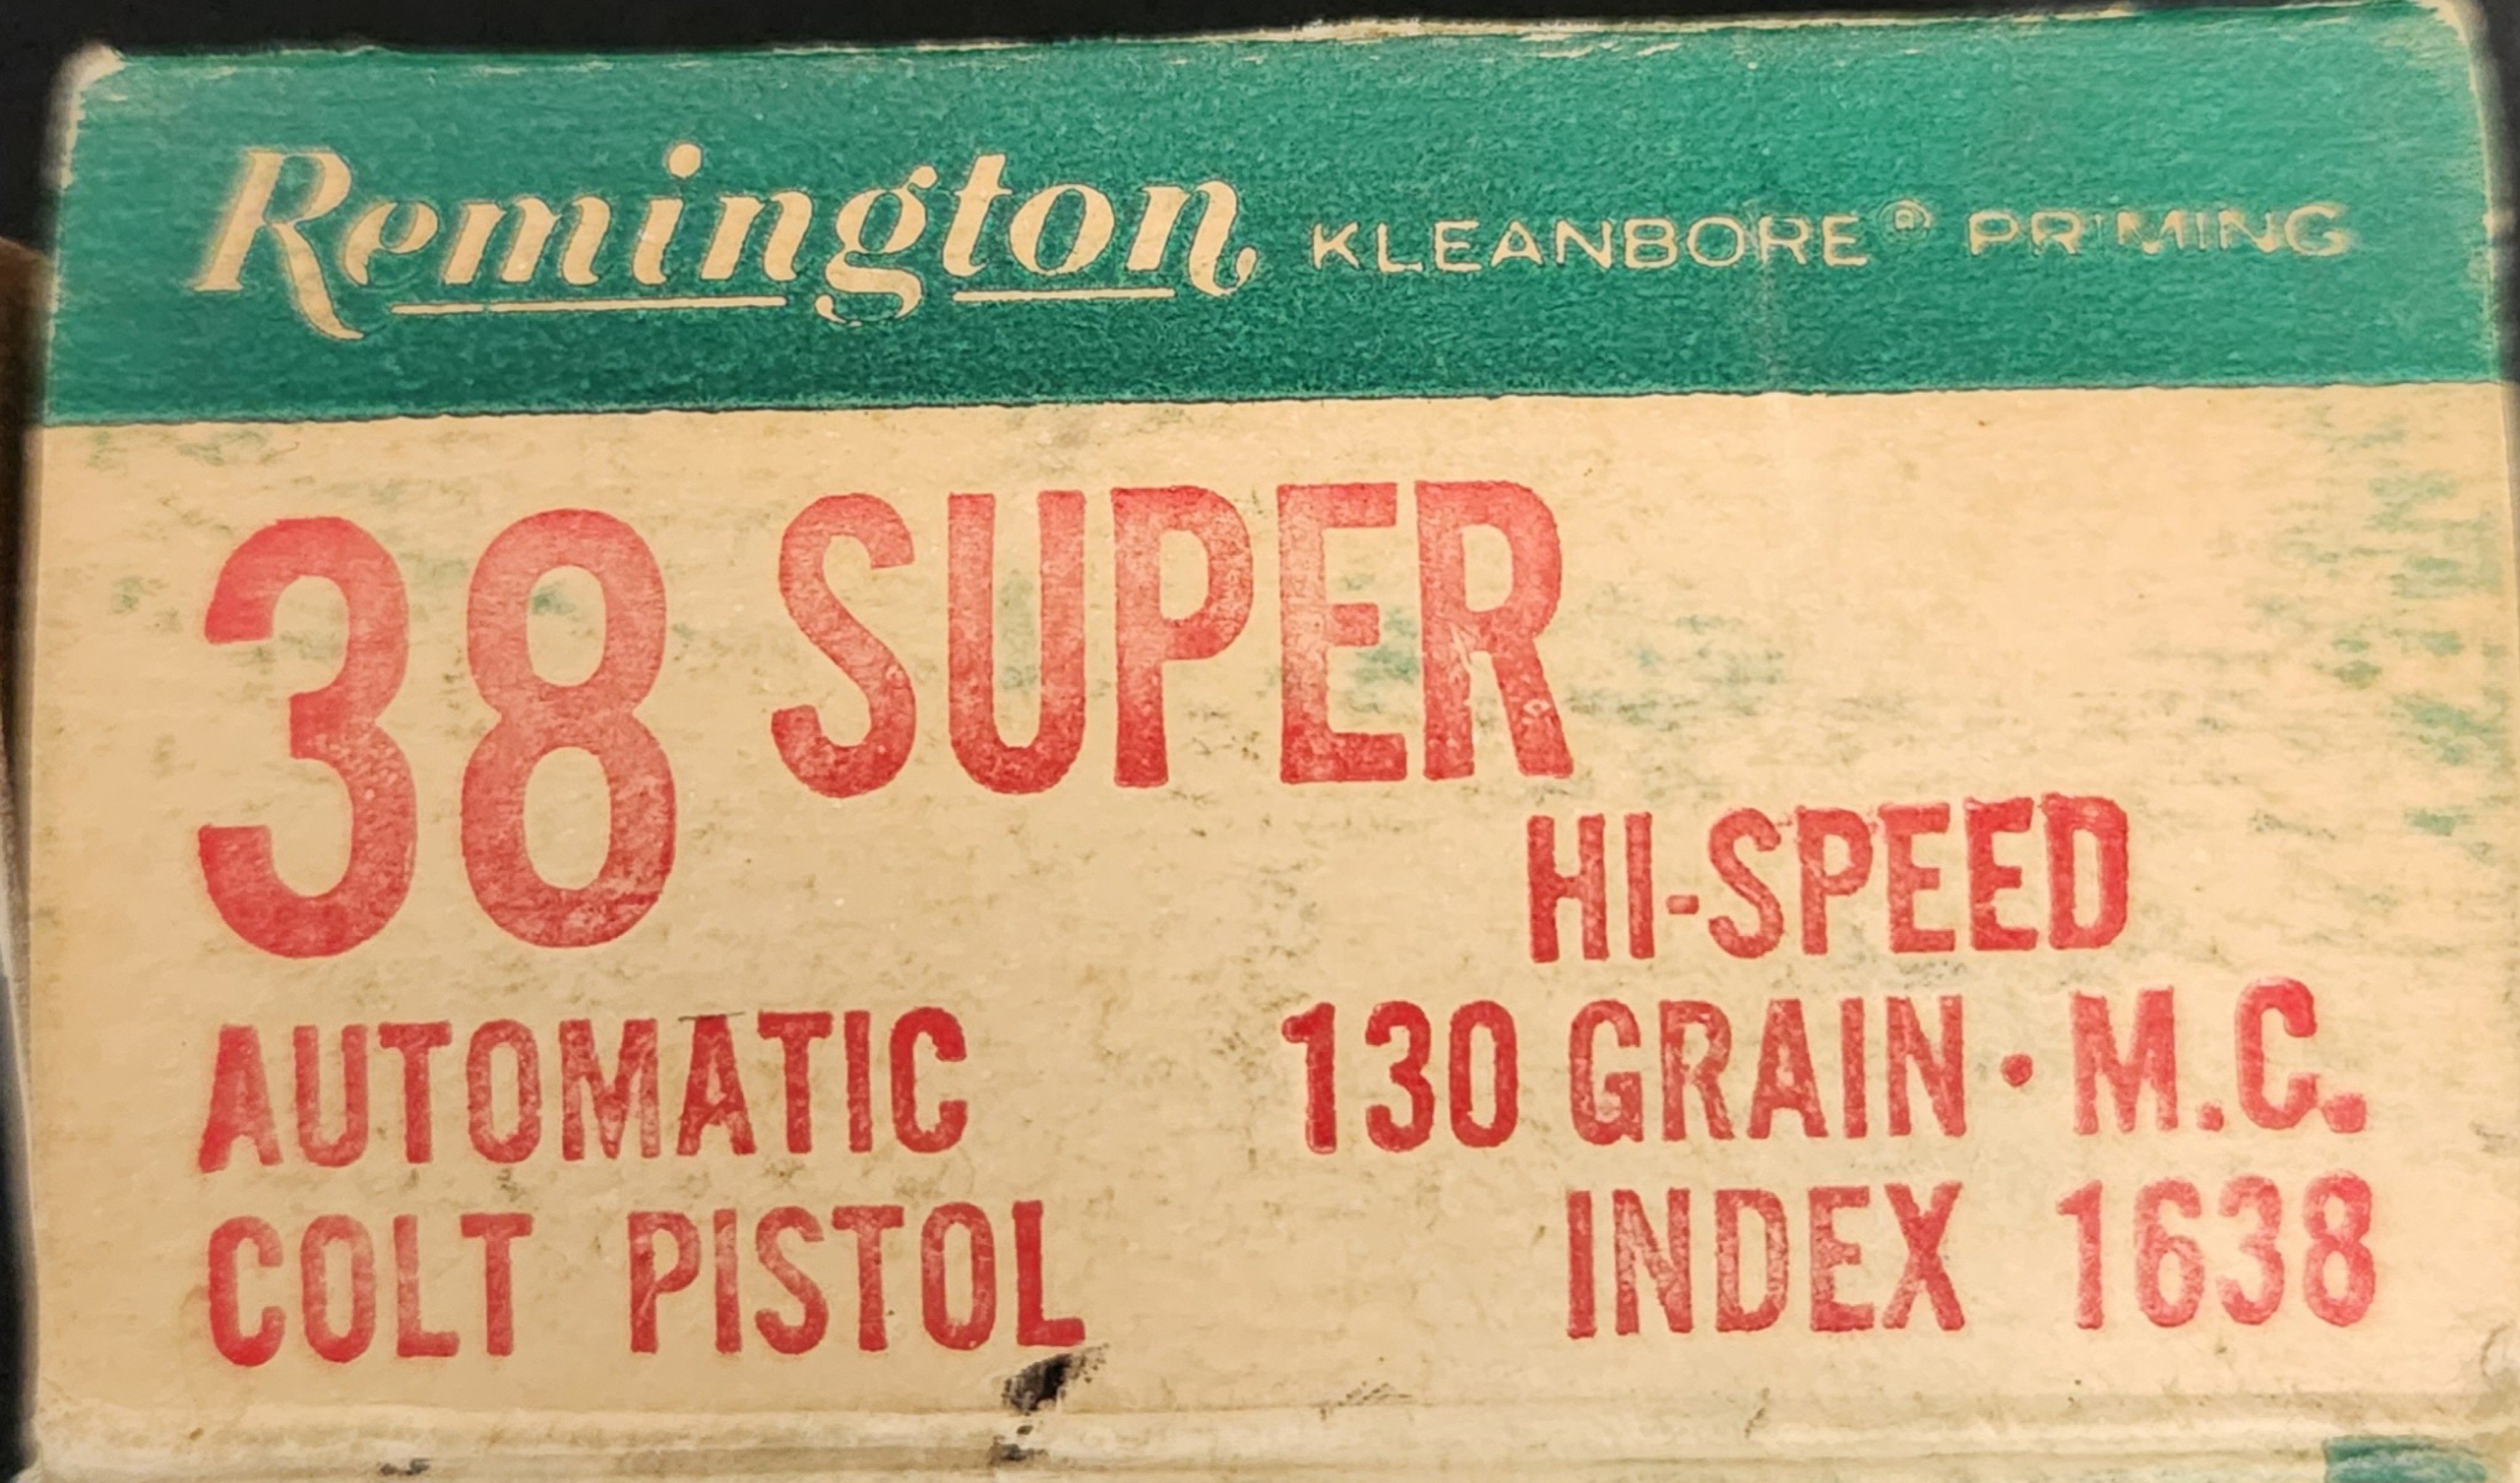 Remington KLEANBORE® PRIMING
38 SUPER
HI-SPEED
AUTOMATIC 130 GRAIN · M.C.
COLT PISTOL INDEX 1638